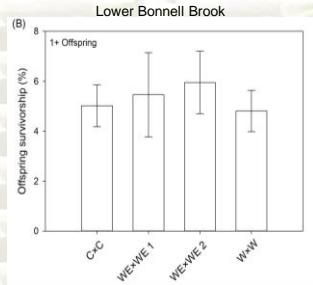 Lower Bonnell Brook
(B)
1+ Offspring
Offspring survivorship (%)
8
6
4
2
0
C×C
WE×WE 1
WE×WE 2
W×W